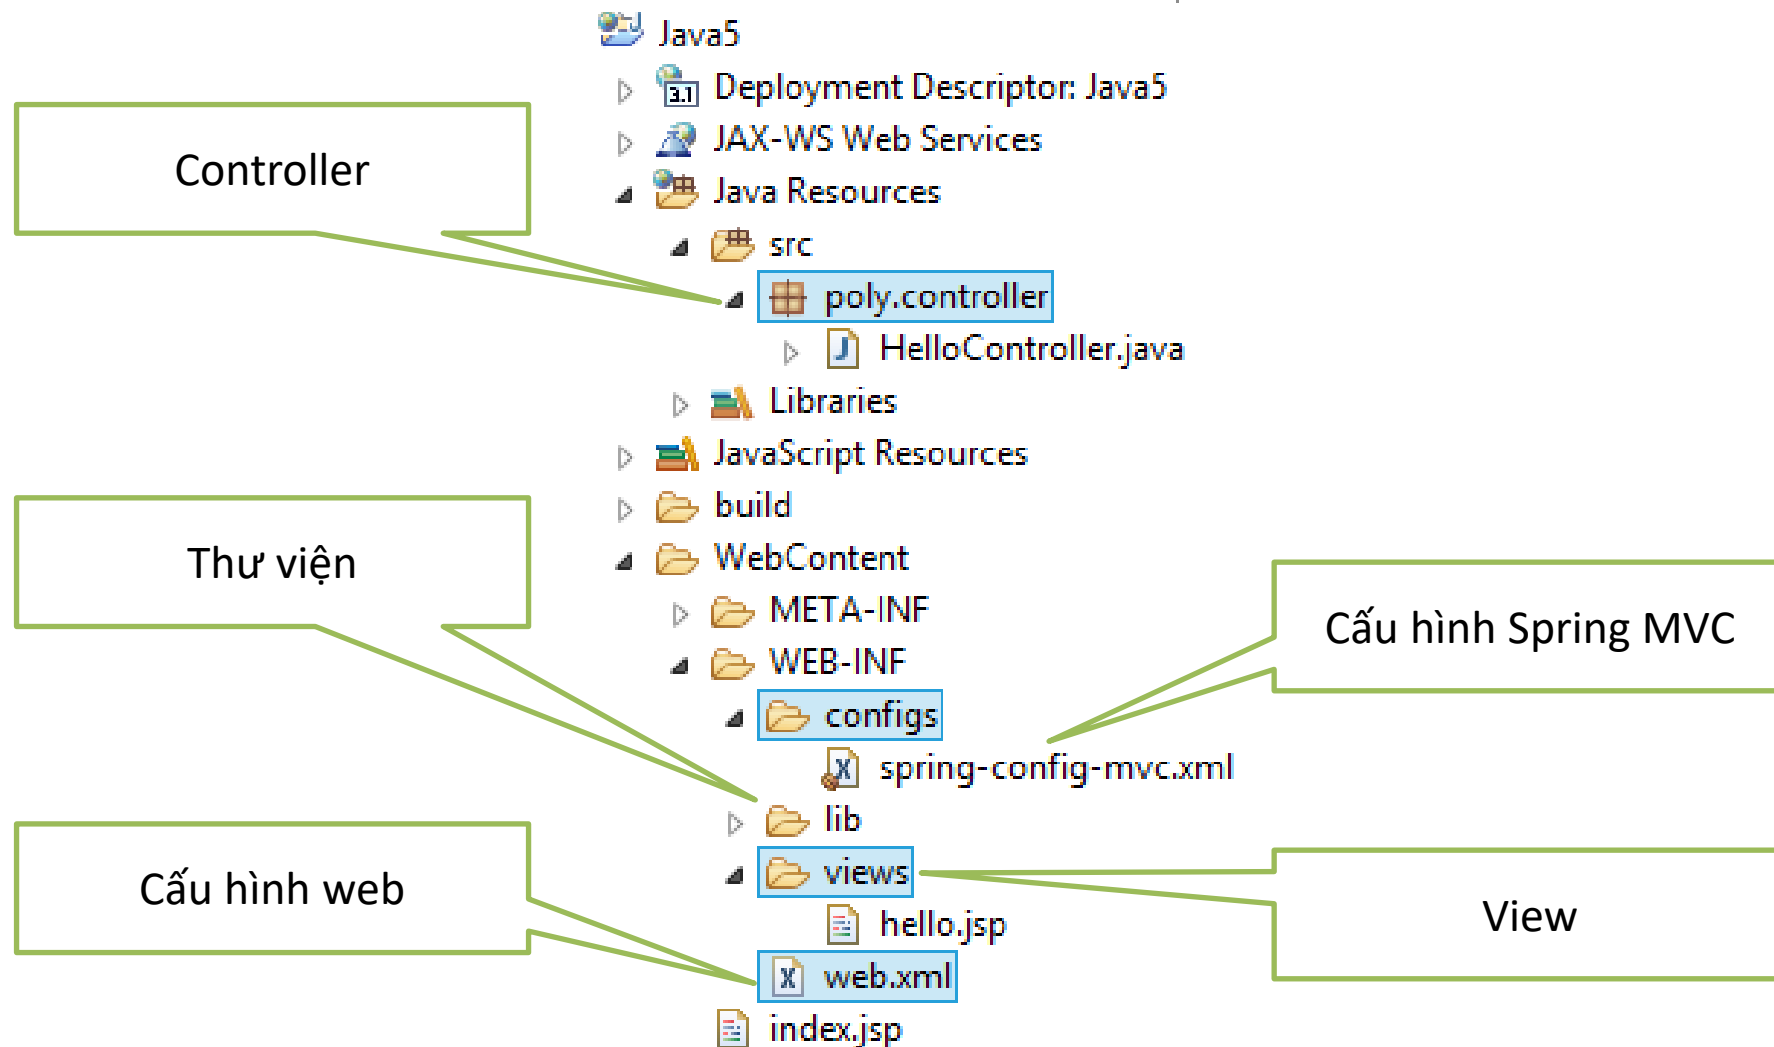 Java5
Deployment Descriptor: Java5
3.1
JAX-WS Web Services
Java Resources
src
poly.controller
HelloController.java
Libraries
JavaScript Resources
build
WebContent
META-INF
WEB-INF
configs
spring-config-mvc.xml
lib
views
hello.jsp
web.xml
index.jsp
Controller
Thư viện
Cấu hình web
Cấu hình Spring MVC
View